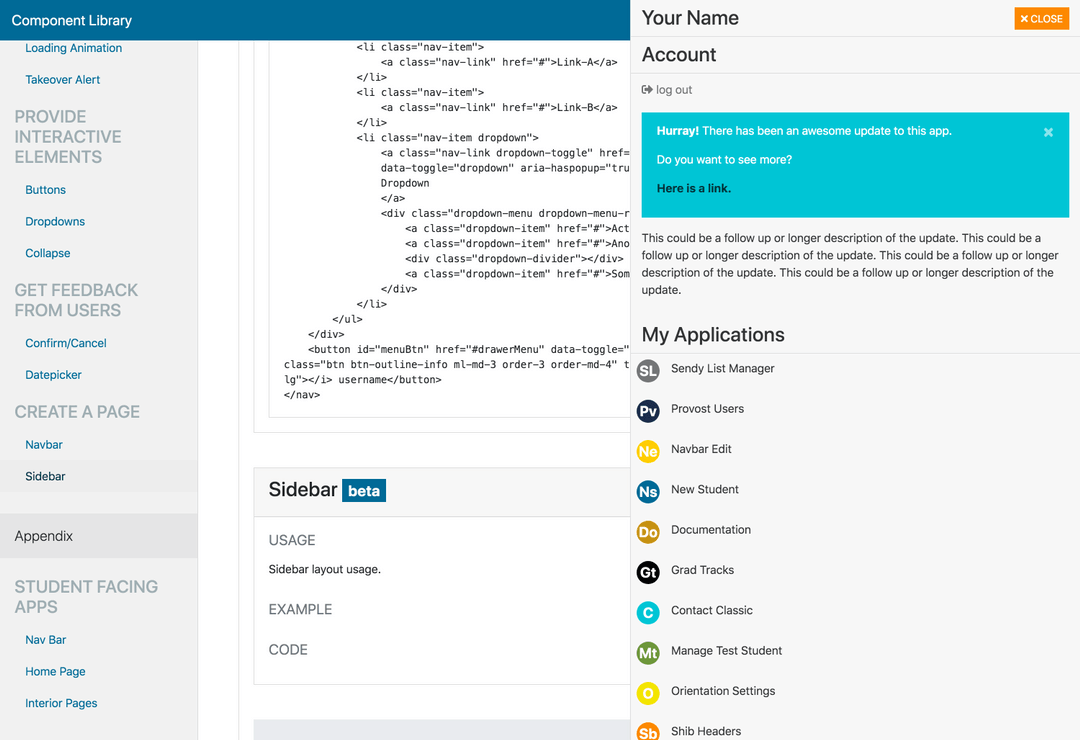 Component Library
Loading Animation
Takeover Alert
PROVIDE
INTERACTIVE
ELEMENTS
Buttons
Dropdowns
Collapse
GET FEEDBACK
FROM USERS
Confirm/Cancel
Datepicker
CREATE A PAGE
Navbar
Sidebar
Appendix
STUDENT FACING
APPS
Nav Bar
Home Page
Interior Pages
<li class="nav-item">
<a class="nav-link" href="#">Link-A</a>
</li>
<li class="nav-item">
<a class="nav-link" href="#">Link-B</a>
</li>
<li class="nav-item dropdown">
<a class="nav-link dropdown-toggle" href=
data-toggle="dropdown" aria-haspopup="tru
Dropdown
</a>
<div class="dropdown-menu dropdown-menu-r
<a class="dropdown-item" href="#">Act
<a class="dropdown-item" href="#">Ano
<div class="dropdown-divider"></div>
<a class="dropdown-item" href="#">Som
</div>
</li>
</ul>
</div>
<button id="menuBtn" href="#drawerMenu" data-toggle="
class="btn btn-outline-info ml-md-3 order-3 order-md-4" t
lg"></i> username</button>
</nav>
Sidebar beta
USAGE
Sidebar layout usage.
EXAMPLE
CODE
Your Name
× CLOSE
Account
log out
Hurray! There has been an awesome update to this app.
×
Do you want to see more?
Here is a link.
This could be a follow up or longer description of the update. This could be a
follow up or longer description of the update. This could be a follow up or longer
description of the update. This could be a follow up or longer description of the
update.
My Applications
SL Sendy List Manager
Pv Provost Users
Ne Navbar Edit
Ns New Student
Do Documentation
Gt Grad Tracks
C Contact Classic
Mt Manage Test Student
O Orientation Settings
Sb Shib Headers